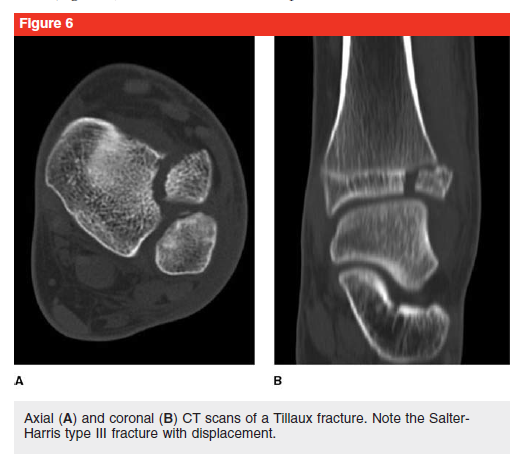 Figure 6
.A
B
Axial (A) and coronal (B) CT scans of a Tillaux fracture. Note the Salter-
Harris type III fracture with displacement.